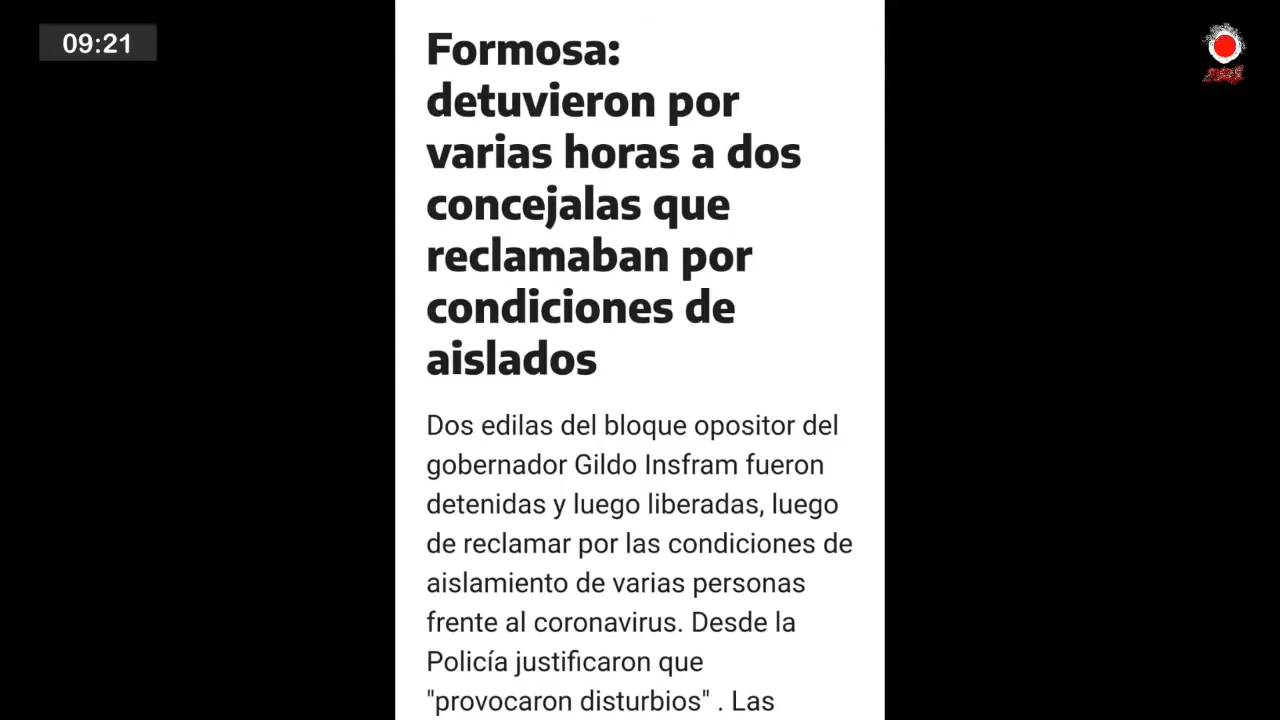 09:21
Formosa:
detuvieron por
varias horas a dos
concejalas que
reclamaban por
condiciones de
aislados
Dos edilas del bloque opositor del
gobernador Gildo Insfram fueron
detenidas y luego liberadas, luego
de reclamar por las condiciones de
aislamiento de varias personas
frente al coronavirus. Desde la
Policía justificaron que
"provocaron disturbios" . Las